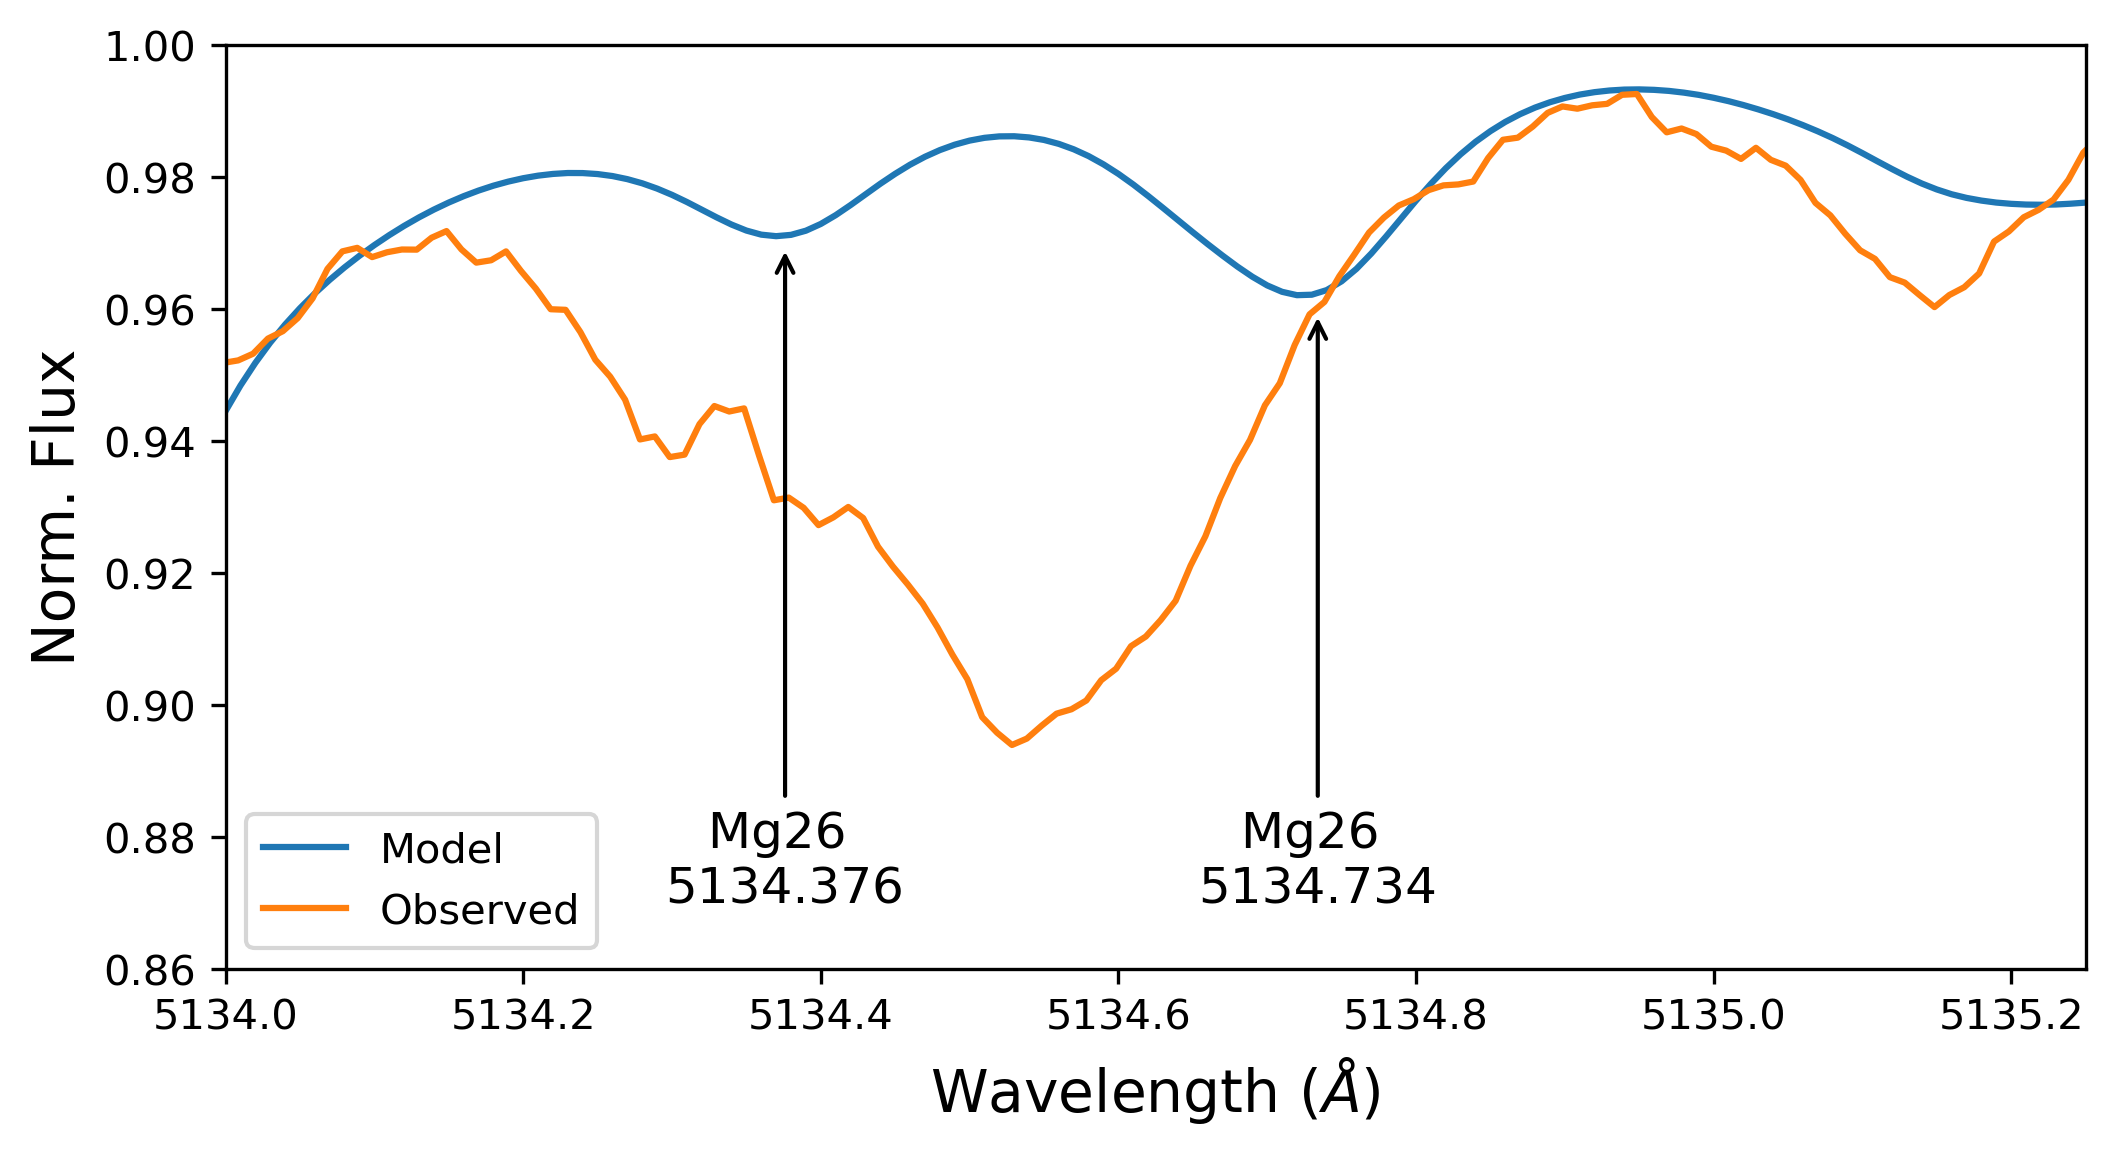 1.00
0.98
0.96
0.94
0.92
0.90
0.88
0.86
Norm. Flux
Mg26
5134.376
Mg26
5134.734
Model
Observed
5134.0 5134.2 5134.4 5134.6 5134.8 5135.0 5135.2
Wavelength (Å)